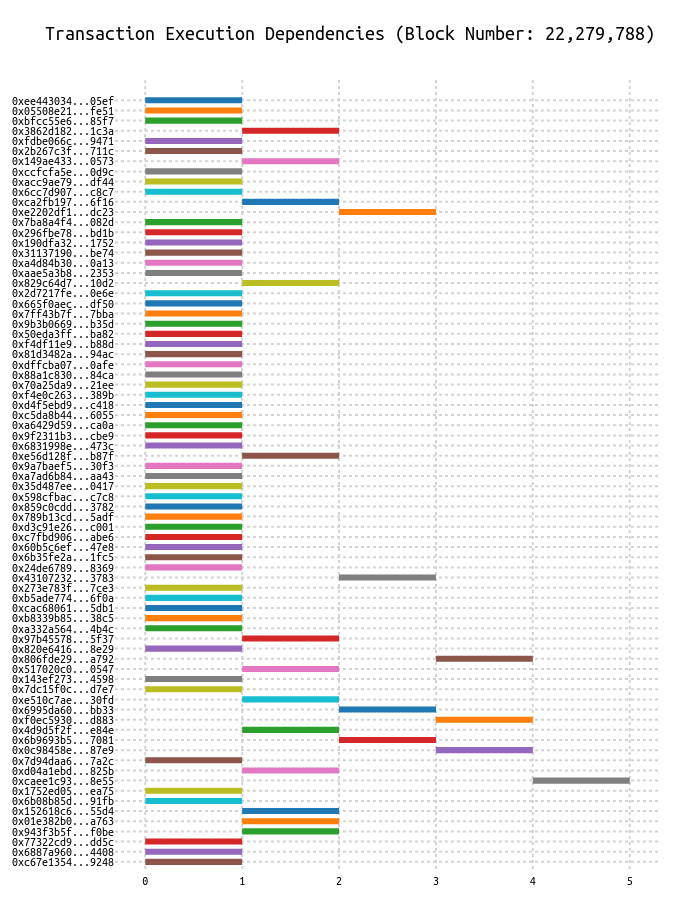 Transaction Execution Dependencies (Block Number: 22,279,788)
0xee443034...05ef
0x05508e21...fe51
0xbfcc55e6...85f7
0x3862d182...1c3a
0xfdbe066c...9471
0x2b267c3f...711c
0x149ae433...0573
0xccfcfa5e...0d9c
0xacc9ae79...df44
0x6cc7d907...c8c7
0xca2fb197...6f16
0xe2202df1...dc23
0x7ba8a4f4...082d
0x296fbe78...bd1b
0x190dfa32...1752
0x31137190...be74
0xa4d84b30...0a13
0xaae5a3b8...2353
0x829c64d7...10d2
0x2d7217fe...0e6e
0x665f0aec...df50
0x7ff43b7f...7bba
0x9b3b0669...b35d
0x50eda3ff...ba82
0xf4df11e9...b88d
0x81d3482a...94ac
0xdffcba07...0afe
0x88a1c830...84ca
0x70a25da9...21ee
0xf4e0c263...389b
0xd4f5ebd9...c418
0xc5da8b44...6055
0xa6429d59...ca0a
0x9f2311b3...cbe9
0x6831998e...473c
0xe56d128f...b87f
0x9a7baef5...30f3
0xa7ad6b84...aa43
0x35d487ee...0417
0x598cfbac...c7c8
0x859c0cdd...3782
0x789b13cd...5adf
0xd3c91e26...c001
0xc7fbd906...abe6
0x60b5c6ef...47e8
0x6b35fe2a...1fc5
0x24de6789...8369
0x43107232...3783
0x273e783f...7ce3
0xb5ade774...6f0a
0xcac68061...5db1
0xb8339b85...38c5
0xa332a564...4b4c
0x97b45578...5f37
0x820e6416...8e29
0x806fde29...a792
0x517020c0...0547
0x143ef273...4598
0x7dc15f0c...d7e7
0xe510c7ae...30fd
0x6995da60...bb33
0xf0ec5930...d883
0x4d9d5f2f...e84e
0x6b9693b5...7081
0x0c98458e...87e9
0x7d94daa6...7a2c
0xd04a1ebd...825b
0xcaee1c93...8e55
0x1752ed05...ea75
0x6b08b85d...91fb
0x152618c6...55d4
0x01e382b0...a763
0x943f3b5f...f0be
0x77322cd9...dd5c
0x6887a960...4408
0xc67e1354...9248
0 1 2 3 4 5